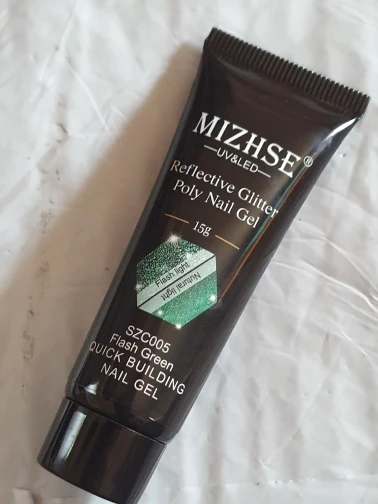 MIZHSE®
UV&LED
Reflective Glitter
Poly Nail Gel
15g
Flash light
Nutural light
SZC005
Flash Green
QUICK BUILDING
NAIL GEL